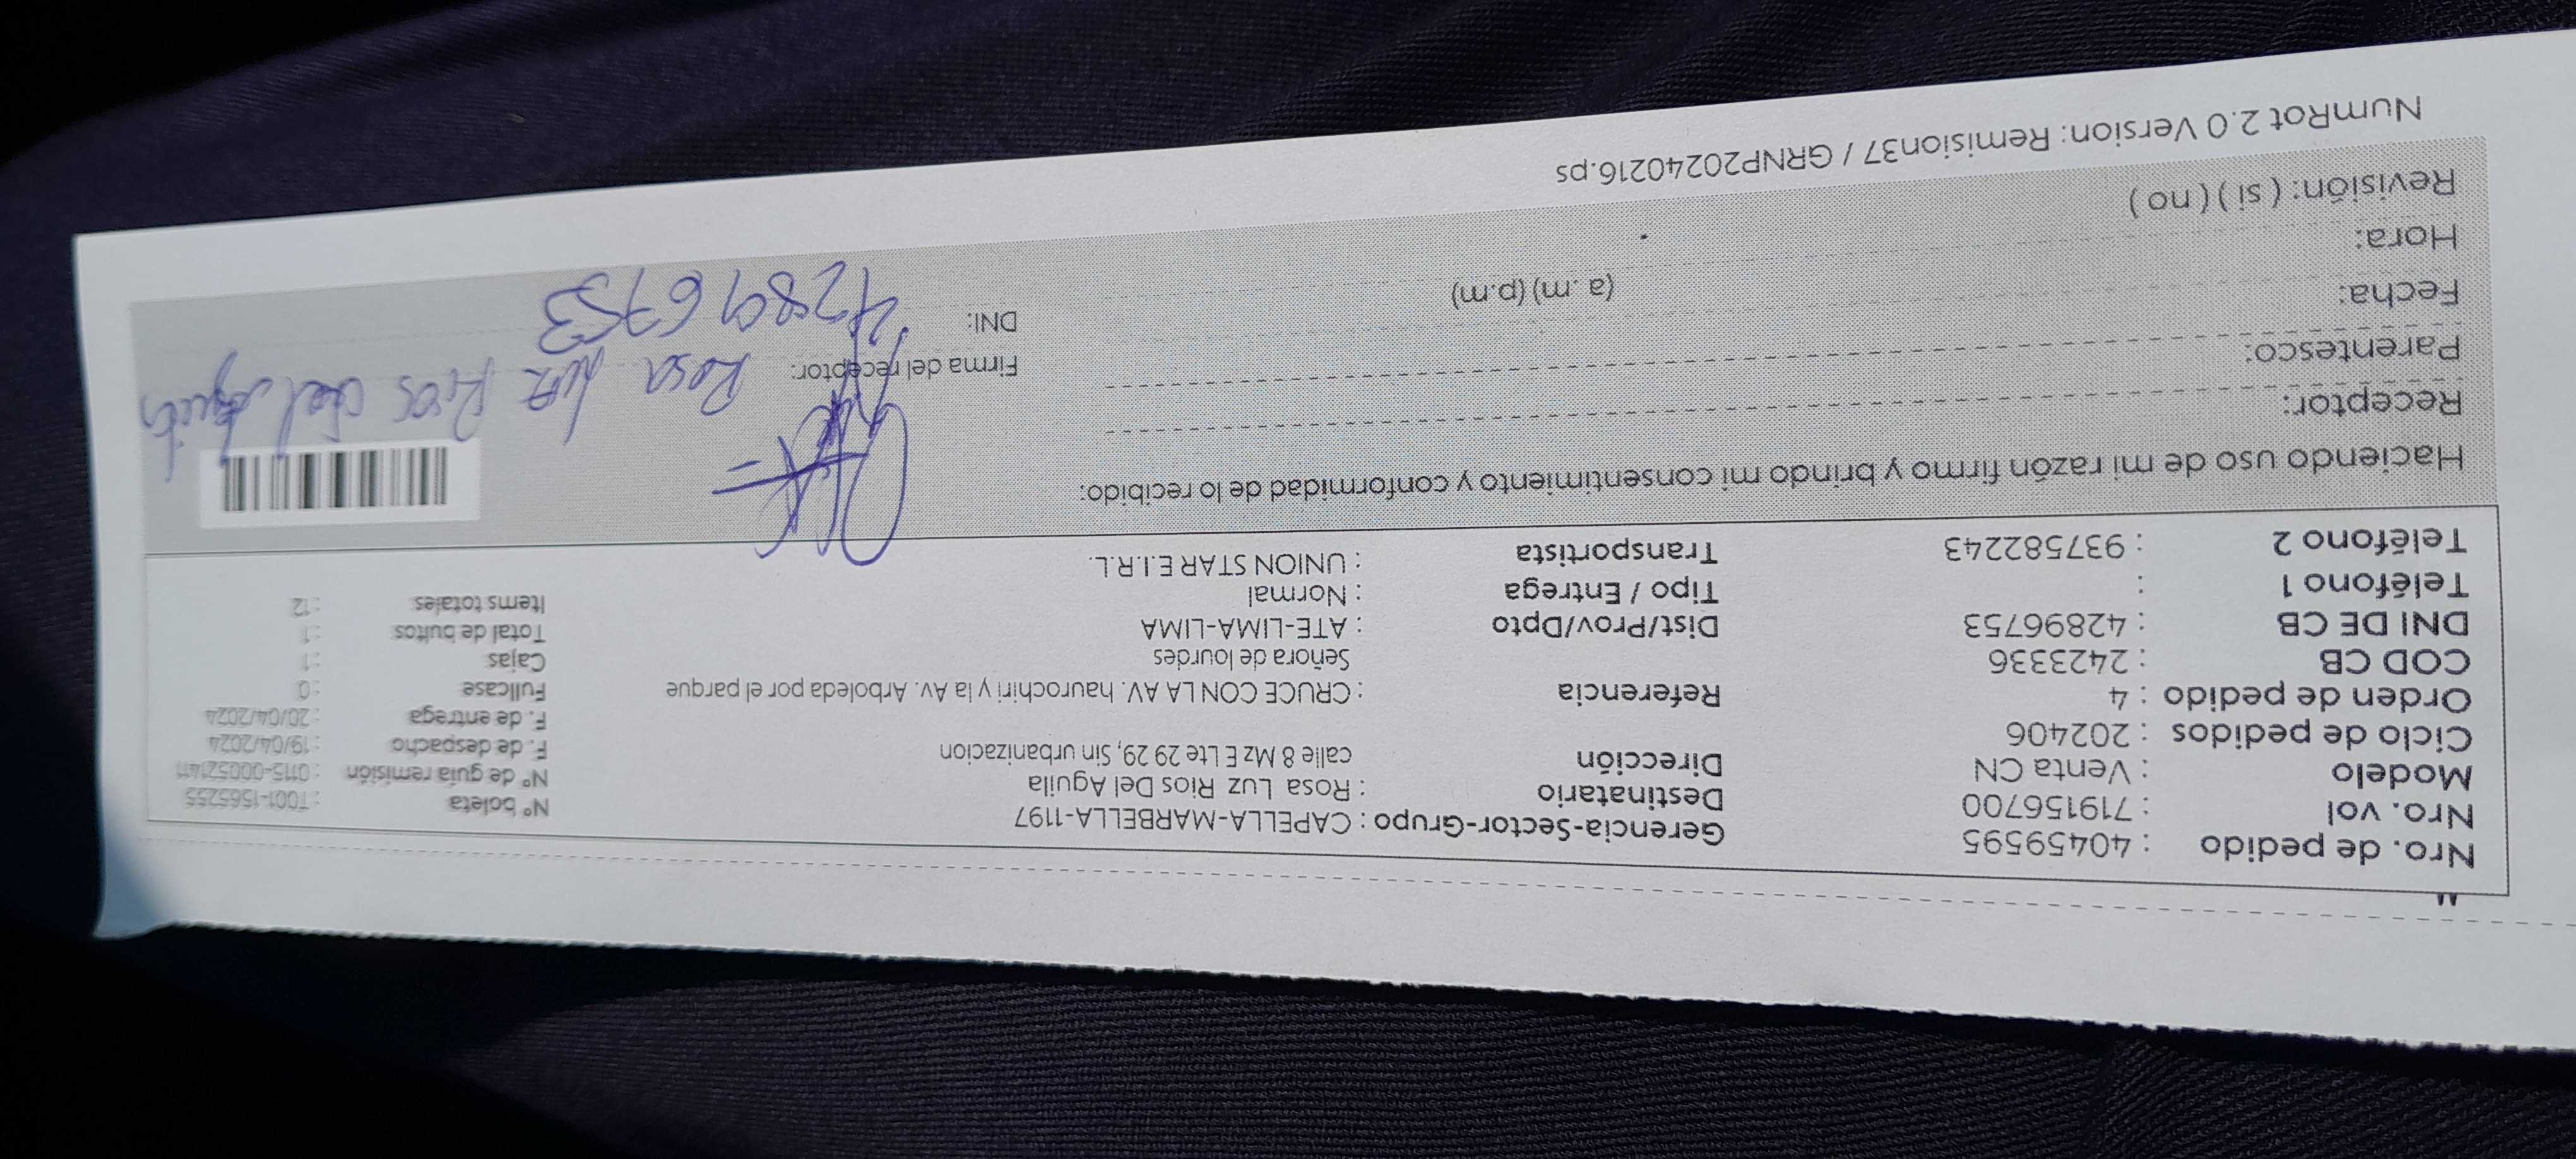 Nro. de pedido : 40459595
Nro. vol : 719156700
Modelo : Venta CN
Ciclo de pedidos : 202406
Orden de pedido : 4
COD CB : 2423336
DNI DE CB : 42896753
Teléfono 1 :
Teléfono 2 : 937582243
Gerencia-Sector-Grupo : CAPELLA-MARBELLA-1197
Destinatario : Rosa Luz Rios Del Aguila
Dirección calle 8 Mz E Lte 29 29, Sin urbanizacion
Referencia : CRUCE CON LA AV. haurochiri y la Av. Arboleda por el parque
Señora de lourdes
Dist/Prov/Dpto : ATE-LIMA-LIMA
Tipo / Entrega : Normal
Transportista : UNION STAR E.I.R.L.
N° boleta : T001-1565255
N° de guía remisión : 0115-000521411
F. de despacho : 19/04/2024
F. de entrega : 20/04/2024
Fullcase : 0
Cajas : 1
Total de bultos : 1
Items totales : 12
Haciendo uso de mi razón firmo y brindo mi consentimiento y conformidad de lo recibido:
Receptor:
Parentesco:
Fecha:
Hora: (a. m) (p.m)
Revisión: ( si ) ( no )
Firma del receptor: Rosa Luz Rios del Aguila
DNI: 42896753
NumRot 2.0 Version: Remision37 / GRNP20240216.ps